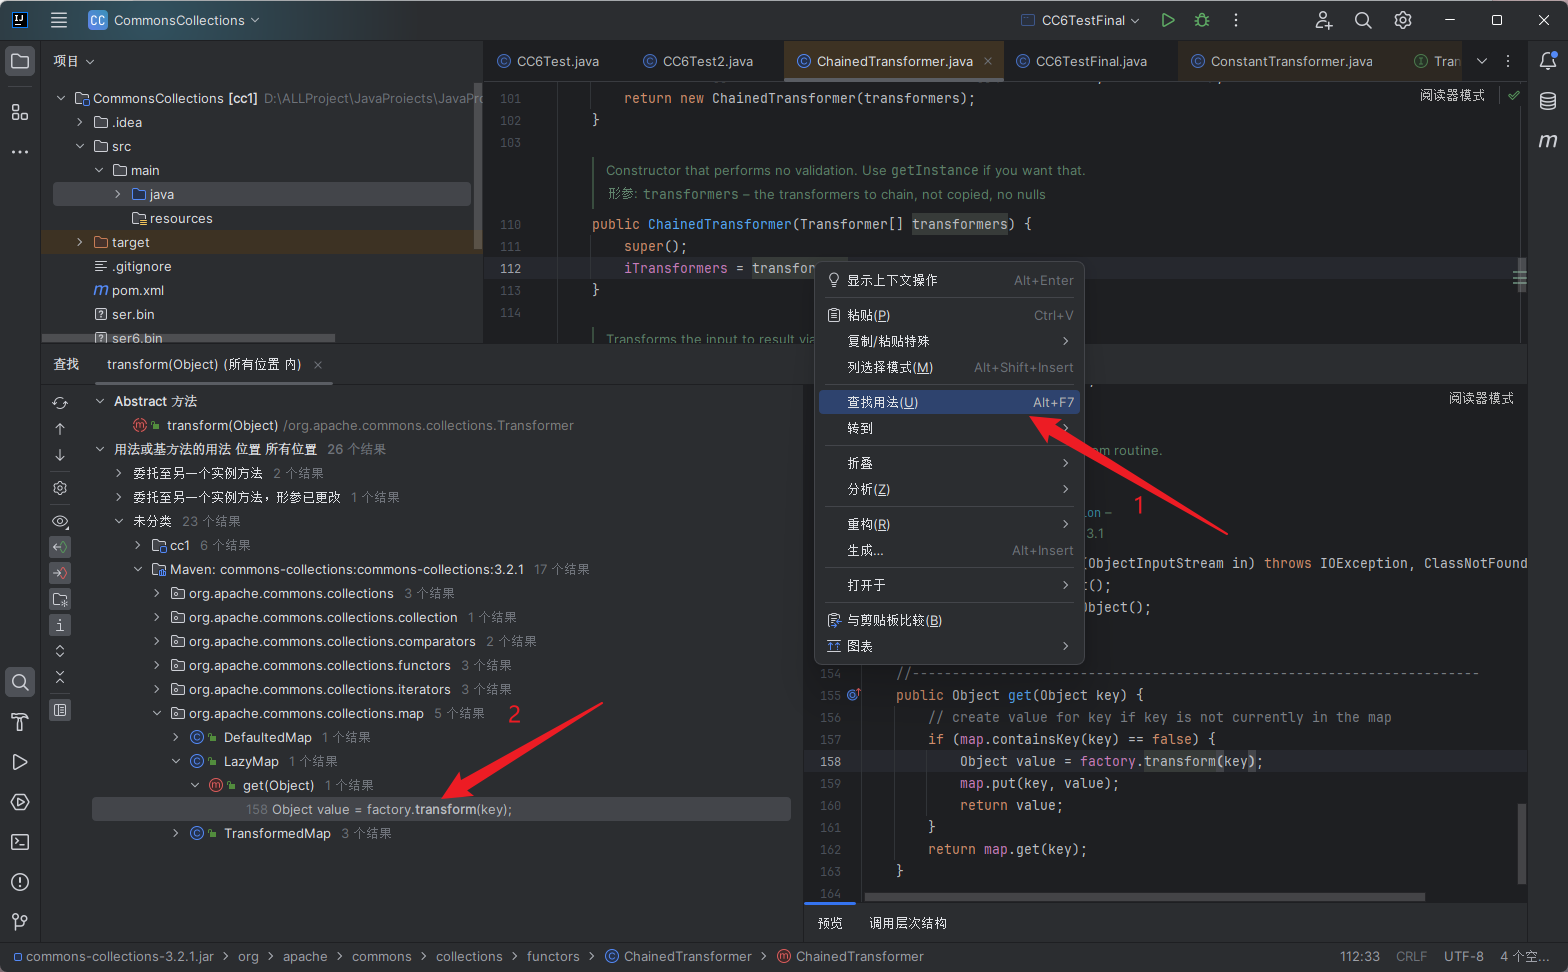 CC CommonsCollections
CC6TestFinal
项目
CC6Test.java
CC6Test2.java
ChainedTransformer.java
CC6TestFinal.java
ConstantTransformer.java
Tran
CommonsCollections [cc1] D:\ALLProject\JavaProjects\JavaPro
.idea
src
main
java
resources
target
.gitignore
pom.xml
ser.bin
ser6.bin
阅读器模式
101 return new ChainedTransformer(transformers);
102 }
103
Constructor that performs no validation. Use getInstance if you want that.
形参: transformers – the transformers to chain, not copied, no nulls
110 public ChainedTransformer(Transformer[] transformers) {
111 super();
112 iTransformers = transfor
113 }
114
Transforms the input to result via
查找
transform(Object) (所有位置 内)
Abstract 方法
transform(Object) /org.apache.commons.collections.Transformer
用法或基方法的用法 位置 所有位置 26 个结果
委托至另一个实例方法 2 个结果
委托至另一个实例方法，形参已更改 1 个结果
未分类 23 个结果
cc1 6 个结果
Maven: commons-collections:commons-collections:3.2.1 17 个结果
org.apache.commons.collections 3 个结果
org.apache.commons.collections.collection 1 个结果
org.apache.commons.collections.comparators 2 个结果
org.apache.commons.collections.functors 3 个结果
org.apache.commons.collections.iterators 3 个结果
org.apache.commons.collections.map 5 个结果
2
DefaultedMap 1 个结果
LazyMap 1 个结果
get(Object) 1 个结果
158 Object value = factory.transform(key);
TransformedMap 3 个结果
显示上下文操作 Alt+Enter
粘贴(P) Ctrl+V
复制/粘贴特殊
列选择模式(M) Alt+Shift+Insert
查找用法(U) Alt+F7
转到
折叠
分析(Z)
重构(R)
生成... Alt+Insert
打开于
与剪贴板比较(B)
图表
1
阅读器模式
om routine.
on –
3.1
(ObjectInputStream in) throws IOException, ClassNotFound
t();
Object();
154 //-----------------------------------------------------------------------
155 public Object get(Object key) {
156 // create value for key if key is not currently in the map
157 if (map.containsKey(key) == false) {
158 Object value = factory.transform(key);
159 map.put(key, value);
160 return value;
161 }
162 return map.get(key);
163 }
164
预览
调用层次结构
commons-collections-3.2.1.jar > org > apache > commons > collections > functors > ChainedTransformer > ChainedTransformer
112:33 CRLF UTF-8 4 个空...